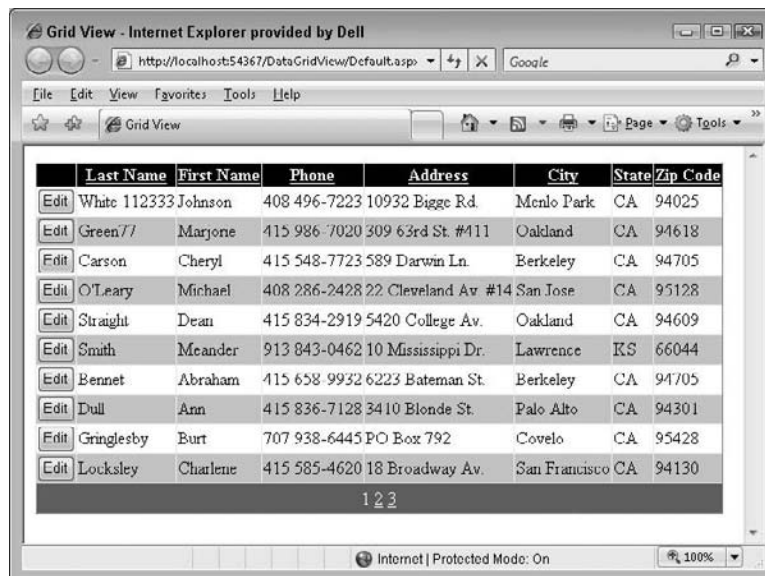 Grid View - Internet Explorer provided by Dell
http://localhost:54367/DataGridView/Default.aspx Google
File Edit View Favorites Tools Help
Grid View Page Tools »
Last Name First Name Phone Address City State Zip Code
Edit White 112333 Johnson 408 496-7223 10932 Bigge Rd. Menlo Park CA 94025
Edit Green77 Marjorie 415 986-7020 309 63rd St. #411 Oakland CA 94618
Edit Carson Cheryl 415 548-7723 589 Darwin Ln. Berkeley CA 94705
Edit O'Leary Michael 408 286-2428 22 Cleveland Av. #14 San Jose CA 95128
Edit Straight Dean 415 834-2919 5420 College Av. Oakland CA 94609
Edit Smith Meander 913 843-0462 10 Mississippi Dr. Lawrence KS 66044
Edit Bennet Abraham 415 658-9932 6223 Bateman St. Berkeley CA 94705
Edit Dull Ann 415 836-7128 3410 Blonde St. Palo Alto CA 94301
Edit Gringlesby Burt 707 938-6445 PO Box 792 Covelo CA 95428
Edit Locksley Charlene 415 585-4620 18 Broadway Av. San Francisco CA 94130
1 2 3
Internet | Protected Mode: On 100%